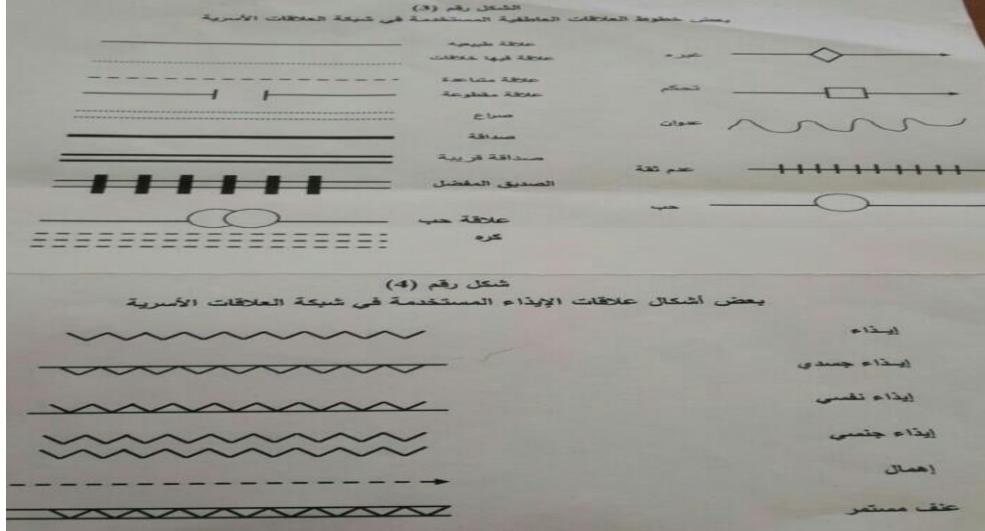 الشكل رقم (3)
بعض خطوط العلاقات العاطفية المستخدمة في شبكة العلاقات الأسرية
علاقة طبيعية
علاقة فيها خلافات
علاقة متباعدة
علاقة مقطوعة
صراع
صداقة
صداقة قريبة
الصديق المفضل
علاقة حب
كره
غيره
تحكم
عدوان
عدم ثقة
حب
شكل رقم (4)
بعض أشكال علاقات الإيذاء المستخدمة في شبكة العلاقات الأسرية
إيذاء
إيذاء جسدي
إيذاء نفسي
إيذاء جنسي
إهمال
عنف مستمر